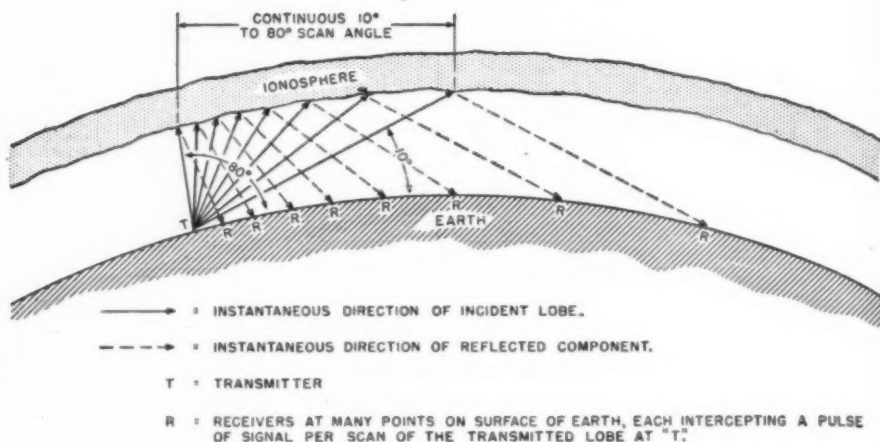 CONTINUOUS 10°
TO 80° SCAN ANGLE
IONOSPHERE
80°
10°
T
R
R
R
R
R
R
R
R
EARTH
= INSTANTANEOUS DIRECTION OF INCIDENT LOBE.
= INSTANTANEOUS DIRECTION OF REFLECTED COMPONENT.
T = TRANSMITTER
R = RECEIVERS AT MANY POINTS ON SURFACE OF EARTH, EACH INTERCEPTING A PULSE
OF SIGNAL PER SCAN OF THE TRANSMITTED LOBE AT "T".